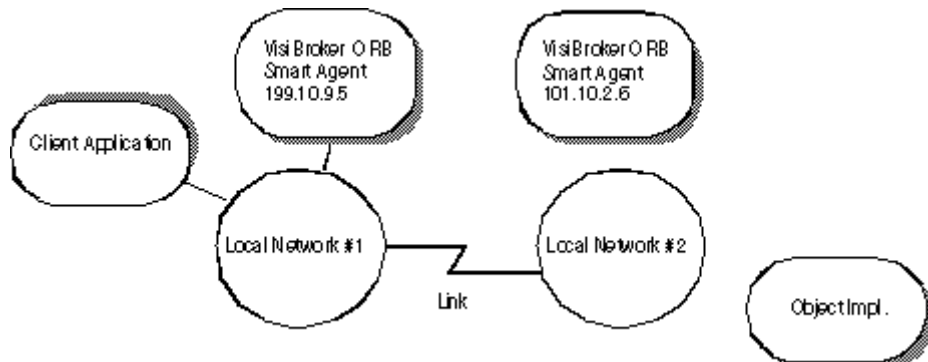 VisiBroker ORB
Smart Agent
199.10.9.5
VisiBroker ORB
Smart Agent
101.10.2.6
Client Application
Local Network #1
Local Network #2
Link
Object Impl.